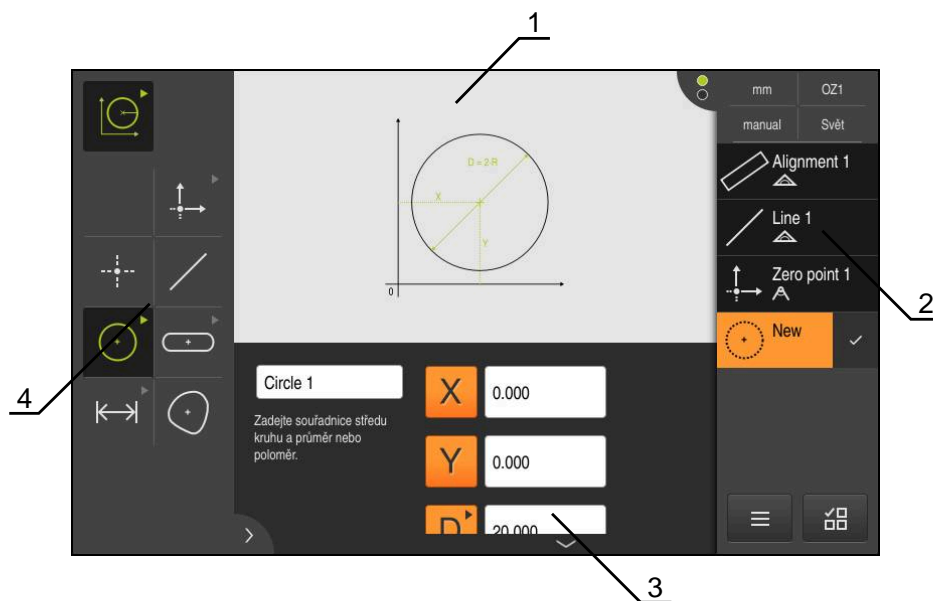 1
mm OZ1
manual Svět
Alignment 1
D=2·R
Line 1
X
Y
Zero point 1
0
2
New
4
Circle 1
X 0.000
Zadejte souřadnice středu
kruhu a průměr nebo
poloměr.
Y 0.000
D 20.000
3